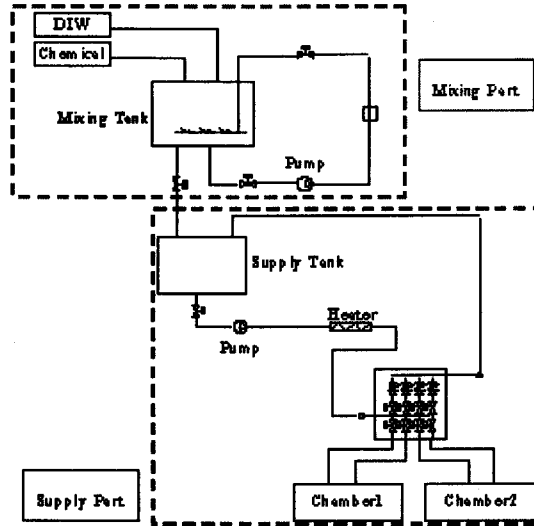 DIW
Chemical
Mixing Tank
Mixing Part
Pump
Supply Tank
Heater
Pump
Supply Part
Chamber1
Chamber2